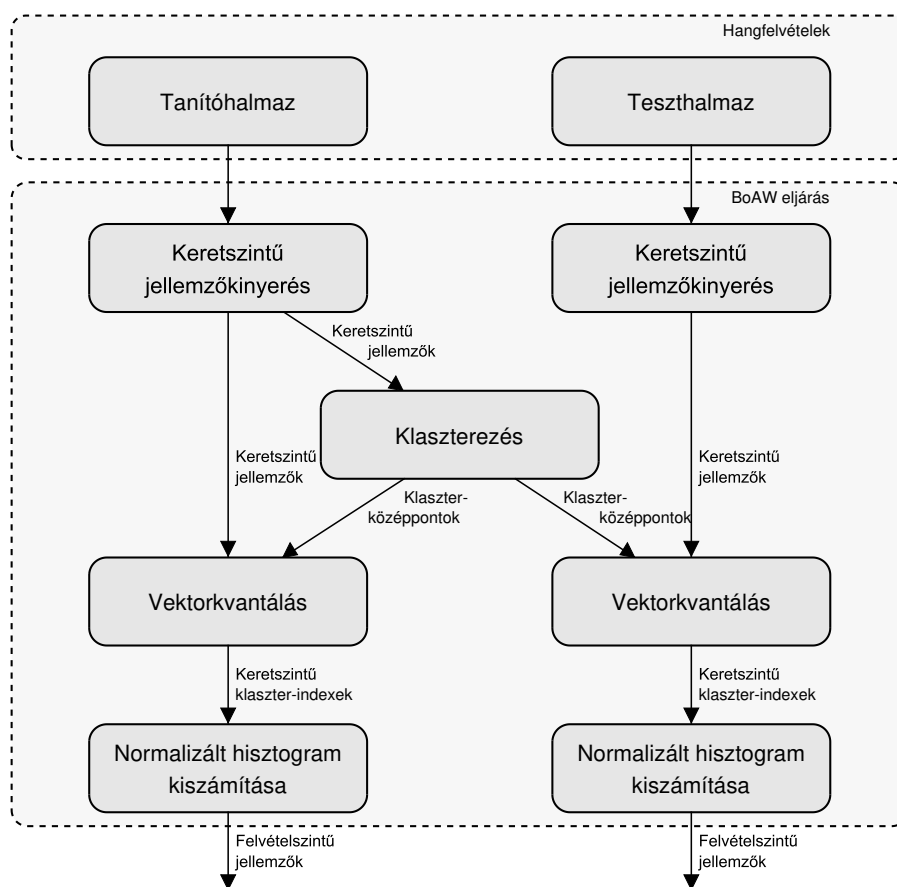 Hangfelvételek
Tanítóhalmaz
Teszthalmaz
BoAW eljárás
Keretszintű
jellemzőkinyerés
Keretszintű
jellemzőkinyerés
Keretszintű
jellemzők
Klaszterezés
Keretszintű
jellemzők
Klaszter-
középpontok
Klaszter-
középpontok
Keretszintű
jellemzők
Vektorkvantálás
Vektorkvantálás
Keretszintű
klaszter-indexek
Keretszintű
klaszter-indexek
Normalizált hisztogram
kiszámítása
Normalizált hisztogram
kiszámítása
Felvételszintű
jellemzők
Felvételszintű
jellemzők